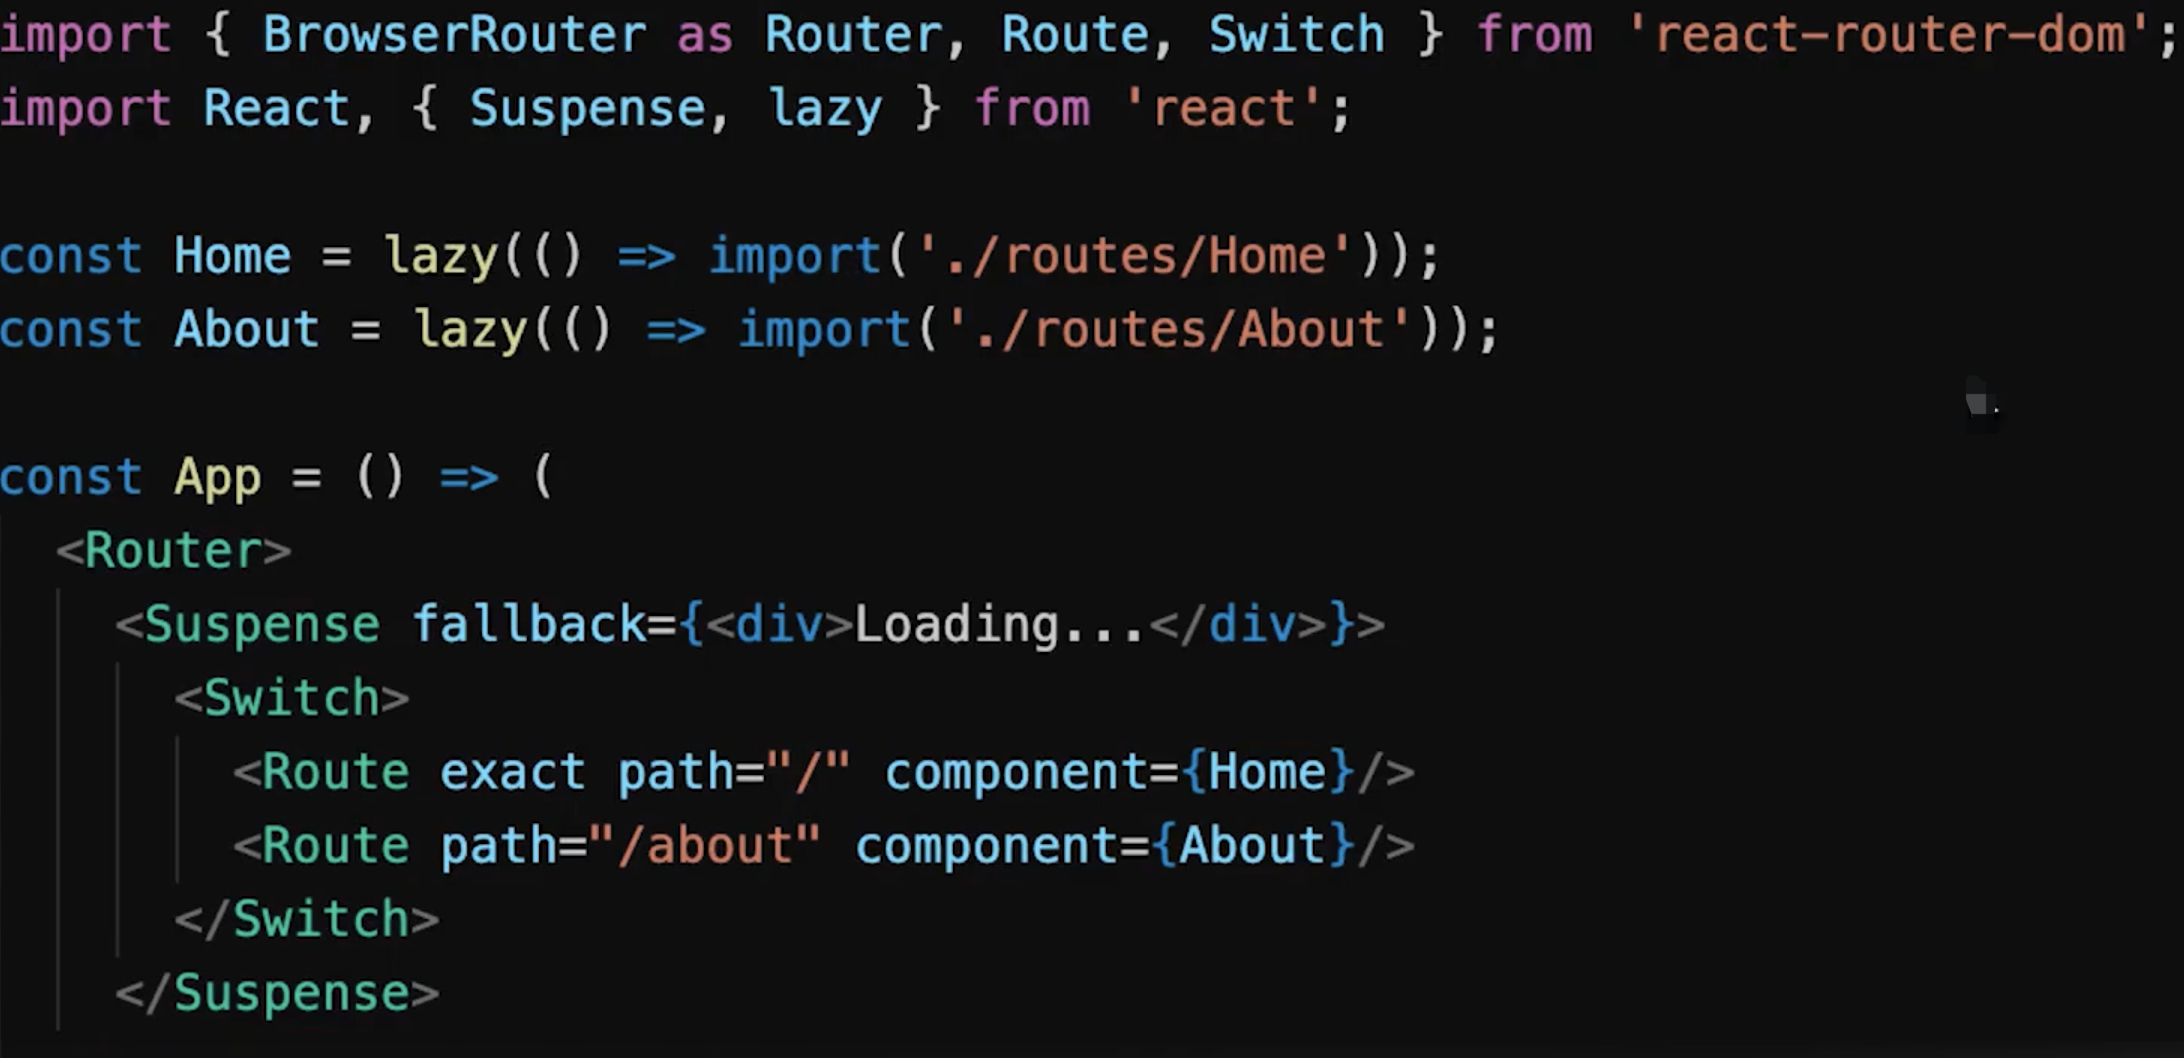 import { BrowserRouter as Router, Route, Switch } from 'react-router-dom';
import React, { Suspense, lazy } from 'react';
const Home = lazy(() => import('./routes/Home'));
const About = lazy(() => import('./routes/About'));
const App = () => (
  <Router>
    <Suspense fallback={<div>Loading...</div>}>
      <Switch>
        <Route exact path="/" component={Home}/>
        <Route path="/about" component={About}/>
      </Switch>
    </Suspense>